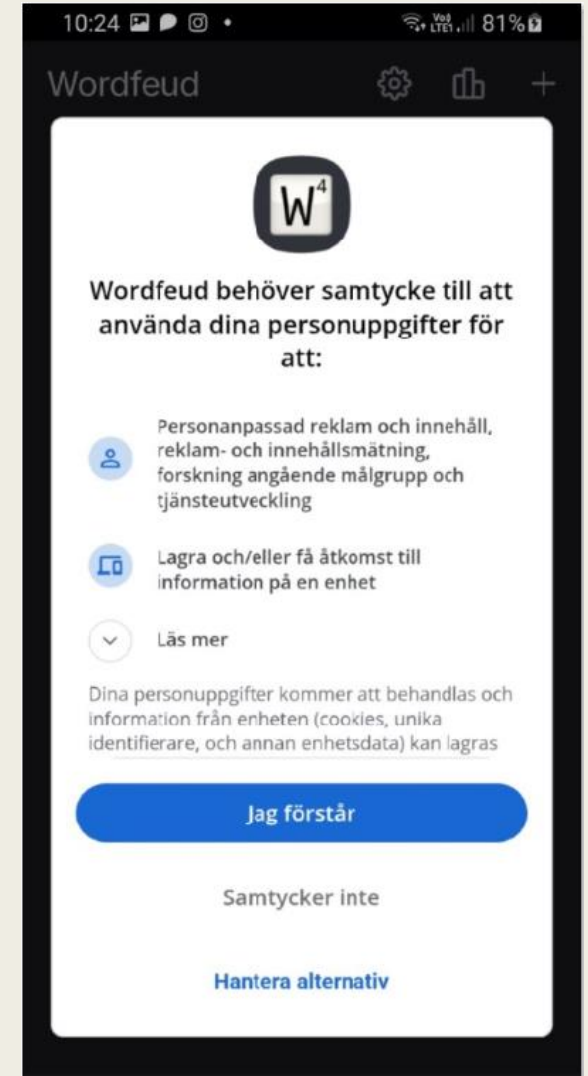 10:24 81%
Wordfeud
W4
Wordfeud behöver samtycke till att
använda dina personuppgifter för
att:
Personanpassad reklam och innehåll,
reklam- och innehållsmätning,
forskning angående målgrupp och
tjänsteutveckling
Lagra och/eller få åtkomst till
information på en enhet
Läs mer
Dina personuppgifter kommer att behandlas och
information från enheten (cookies, unika
identifierare, och annan enhetsdata) kan lagras
Jag förstår
Samtycker inte
Hantera alternativ